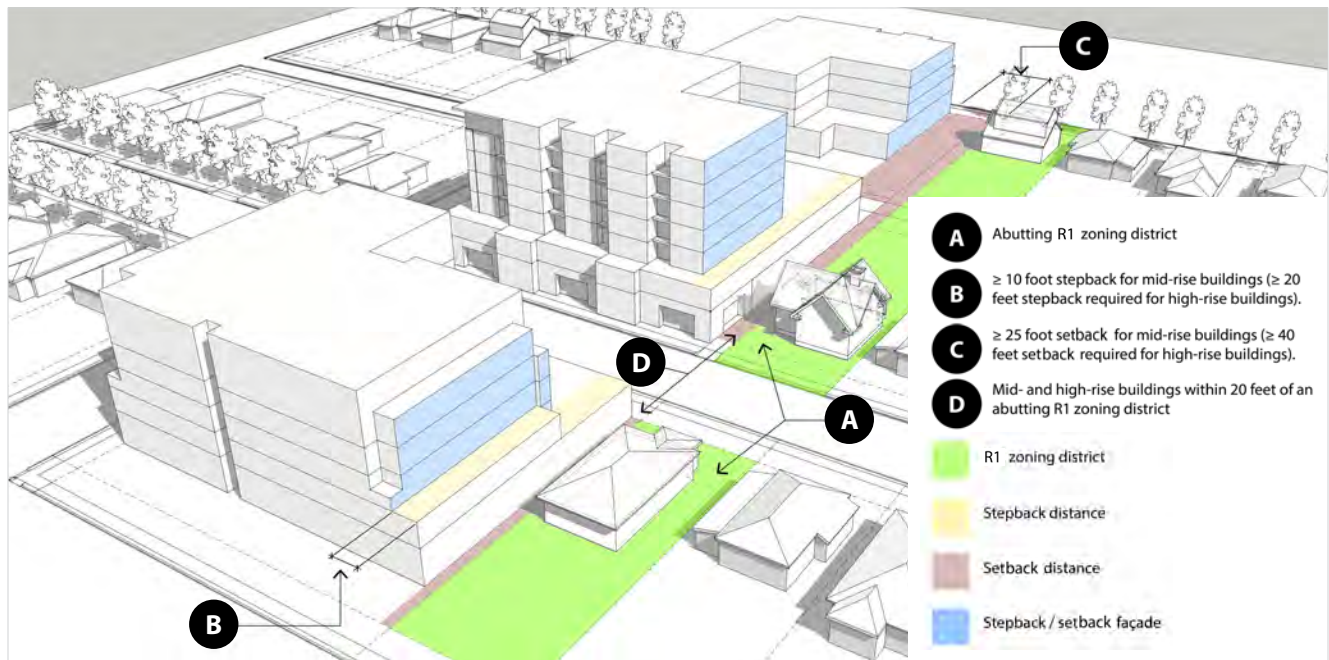 C
A
Abutting R1 zoning district
B
≥ 10 foot stepback for mid-rise buildings (≥ 20
feet stepback required for high-rise buildings).
C
≥ 25 foot setback for mid-rise buildings (≥ 40
feet setback required for high-rise buildings).
D
Mid- and high-rise buildings within 20 feet of an
abutting R1 zoning district
R1 zoning district
Stepback distance
Setback distance
Stepback / setback façade
D
A
B